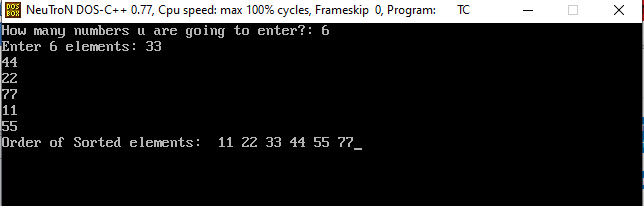 DOS BOX NeuTroN DOS-C++ 0.77, Cpu speed: max 100% cycles, Frameskip 0, Program: TC
How many numbers u are going to enter?: 6
Enter 6 elements: 33
44
22
77
11
55
Order of Sorted elements:  11 22 33 44 55 77_